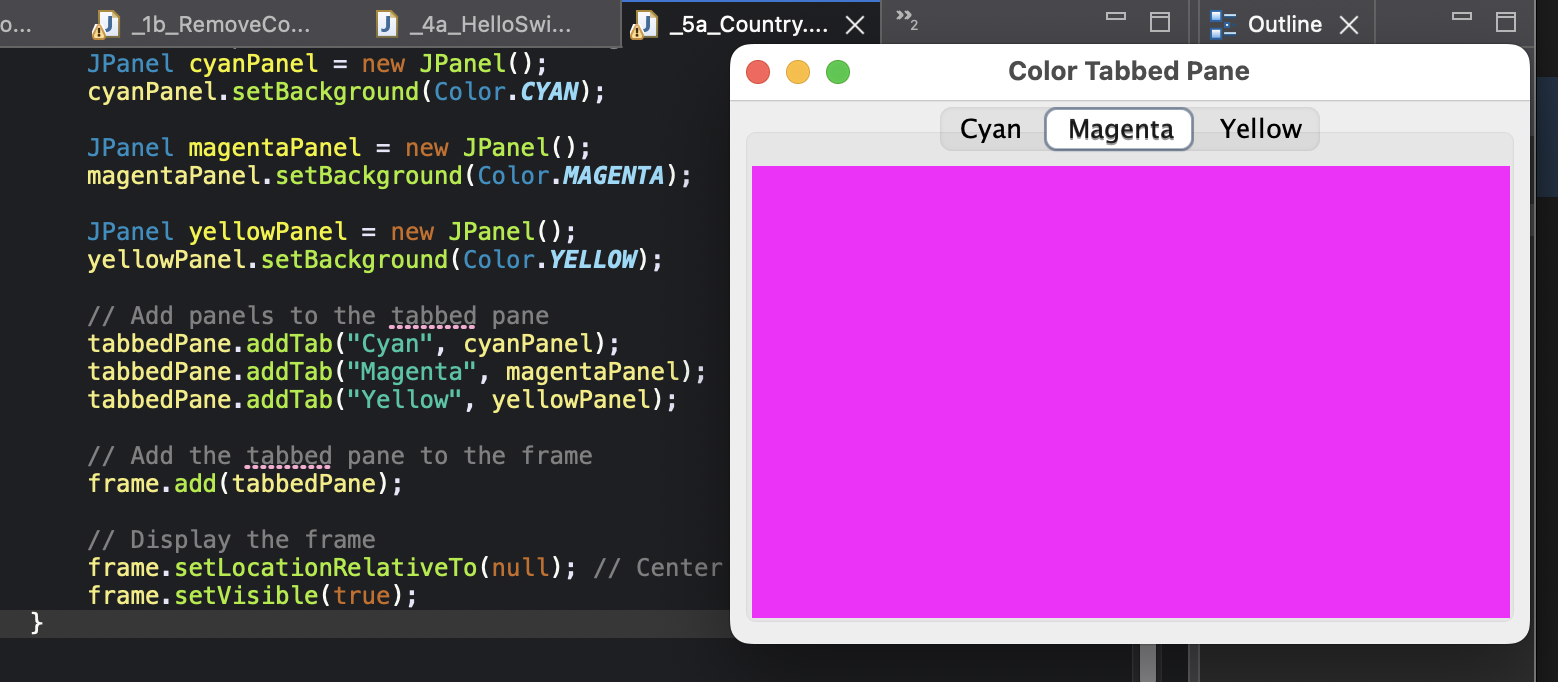 o...
_1b_RemoveCo...
_4a_HelloSwi...
_5a_Country....
»2
Outline
JPanel cyanPanel = new JPanel();
cyanPanel.setBackground(Color.CYAN);
JPanel magentaPanel = new JPanel();
magentaPanel.setBackground(Color.MAGENTA);
JPanel yellowPanel = new JPanel();
yellowPanel.setBackground(Color.YELLOW);
// Add panels to the tabbed pane
tabbedPane.addTab("Cyan", cyanPanel);
tabbedPane.addTab("Magenta", magentaPanel);
tabbedPane.addTab("Yellow", yellowPanel);
// Add the tabbed pane to the frame
frame.add(tabbedPane);
// Display the frame
frame.setLocationRelativeTo(null); // Center
frame.setVisible(true);
}
Color Tabbed Pane
Cyan
Magenta
Yellow